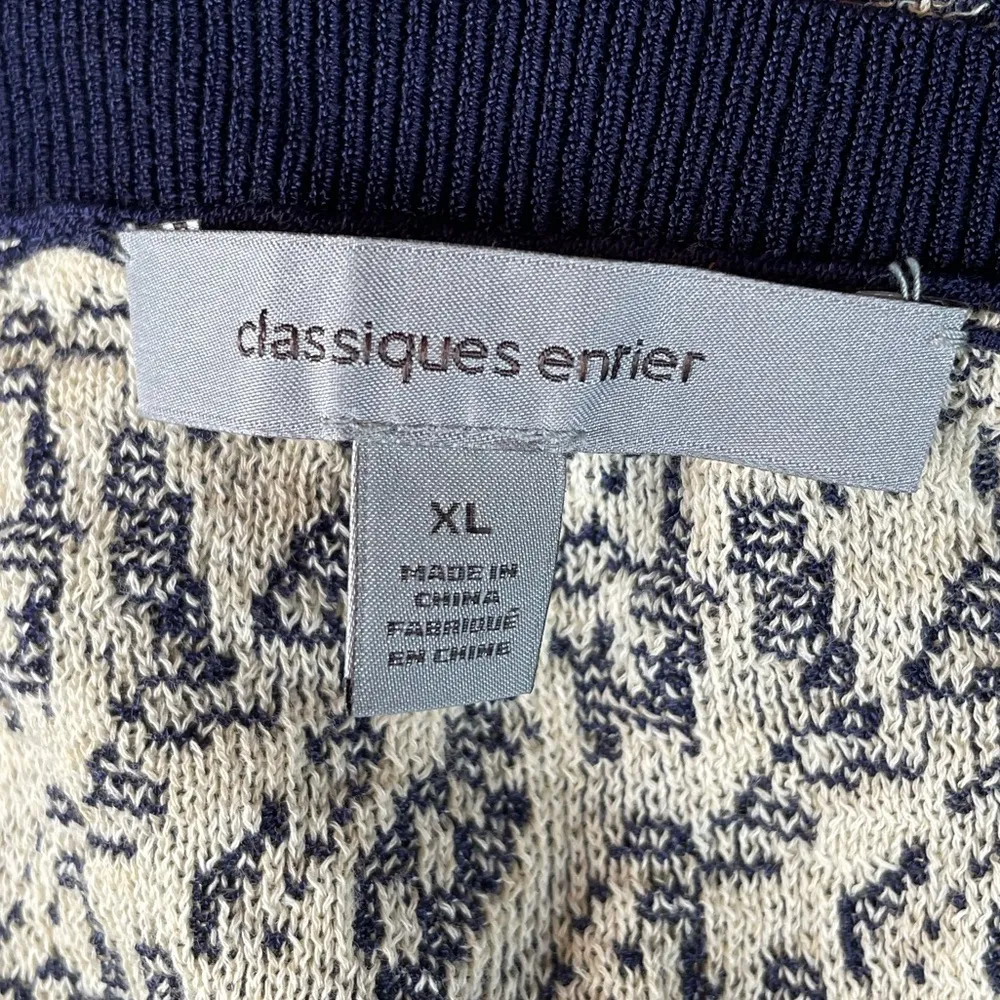 classiques entier
XL
MADE IN
CHINA
FABRIQUÉ
EN CHINE